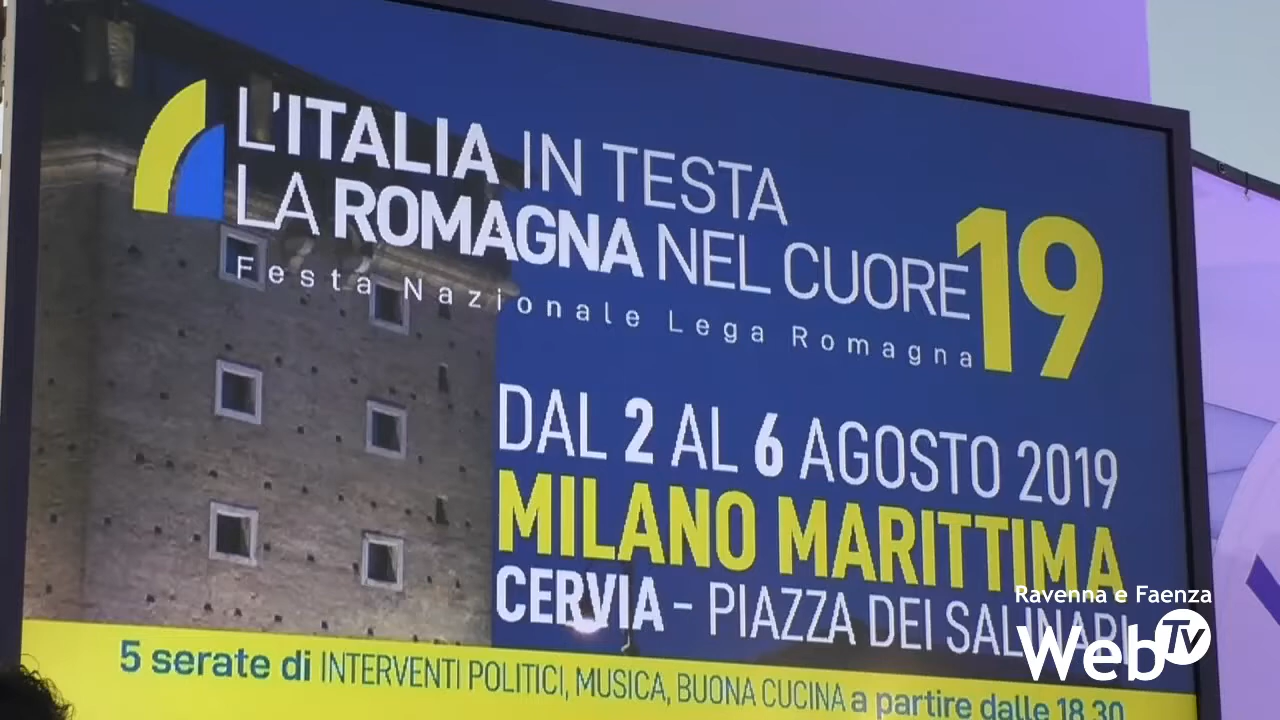 L'ITALIA IN TESTA
LA ROMAGNA NEL CUORE 19
Festa Nazionale Lega Romagna
DAL 2 AL 6 AGOSTO 2019
MILANO MARITTIMA
CERVIA - PIAZZA DEI SALINARI
5 serate di INTERVENTI POLITICI, MUSICA, BUONA CUCINA a partire dalle 18.30
Ravenna e Faenza
WebTv